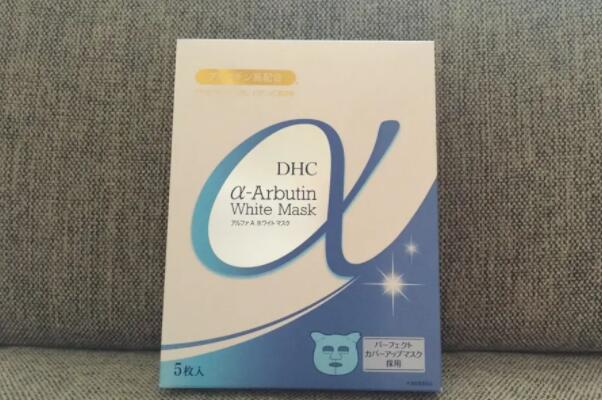 DHC
α-Arbutin
White Mask
アルファA ホワイトマスク
パーフェクト
カバーアップマスク
採用
5枚入